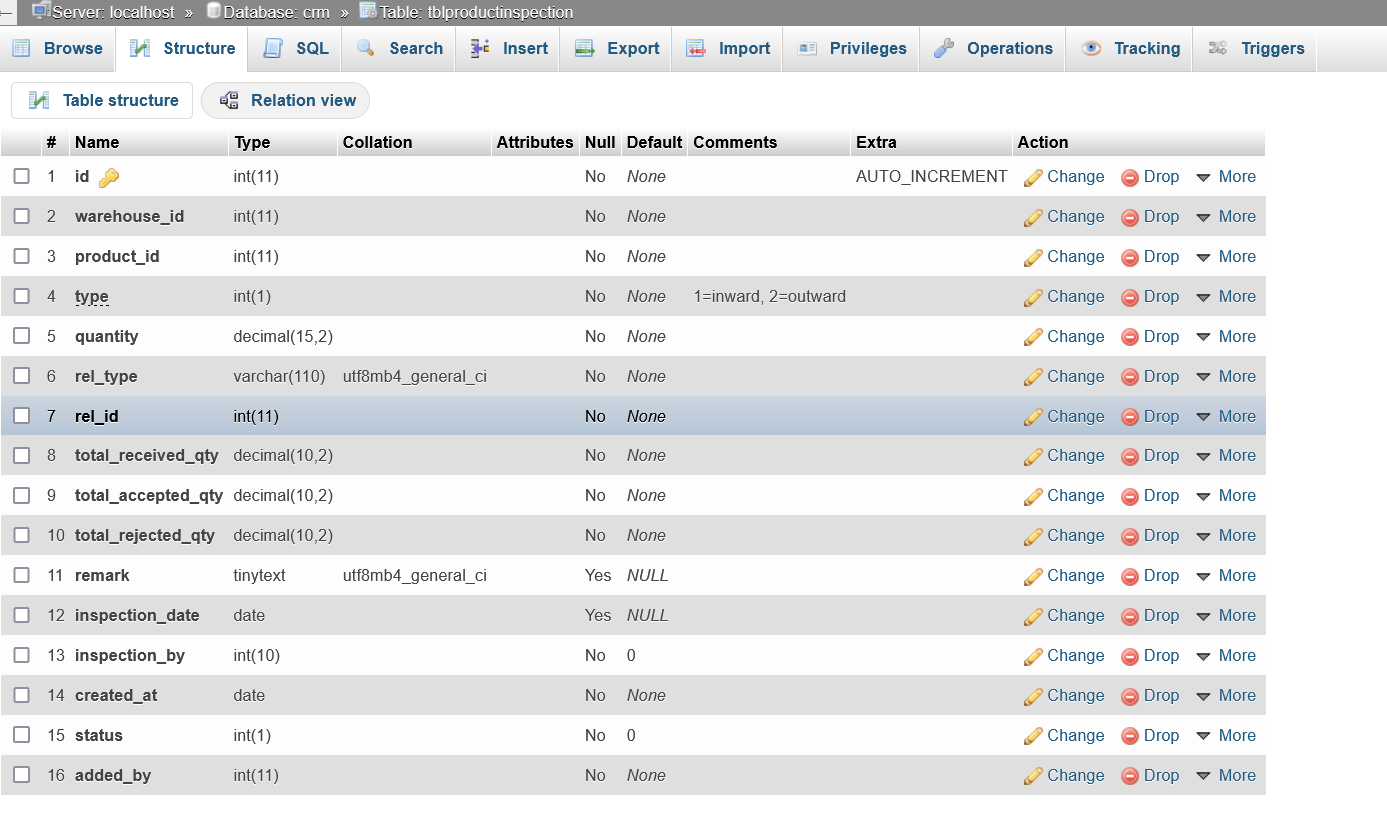 Server: localhost » Database: crm » Table: tblproductinspection
Browse Structure SQL Search Insert Export Import Privileges Operations Tracking Triggers
Table structure Relation view
# Name Type Collation Attributes Null Default Comments Extra Action
1 id int(11) No None AUTO_INCREMENT Change Drop More
2 warehouse_id int(11) No None Change Drop More
3 product_id int(11) No None Change Drop More
4 type int(1) No None 1=inward, 2=outward Change Drop More
5 quantity decimal(15,2) No None Change Drop More
6 rel_type varchar(110) utf8mb4_general_ci No None Change Drop More
7 rel_id int(11) No None Change Drop More
8 total_received_qty decimal(10,2) No None Change Drop More
9 total_accepted_qty decimal(10,2) No None Change Drop More
10 total_rejected_qty decimal(10,2) No None Change Drop More
11 remark tinytext utf8mb4_general_ci Yes NULL Change Drop More
12 inspection_date date Yes NULL Change Drop More
13 inspection_by int(10) No 0 Change Drop More
14 created_at date No None Change Drop More
15 status int(1) No 0 Change Drop More
16 added_by int(11) No None Change Drop More